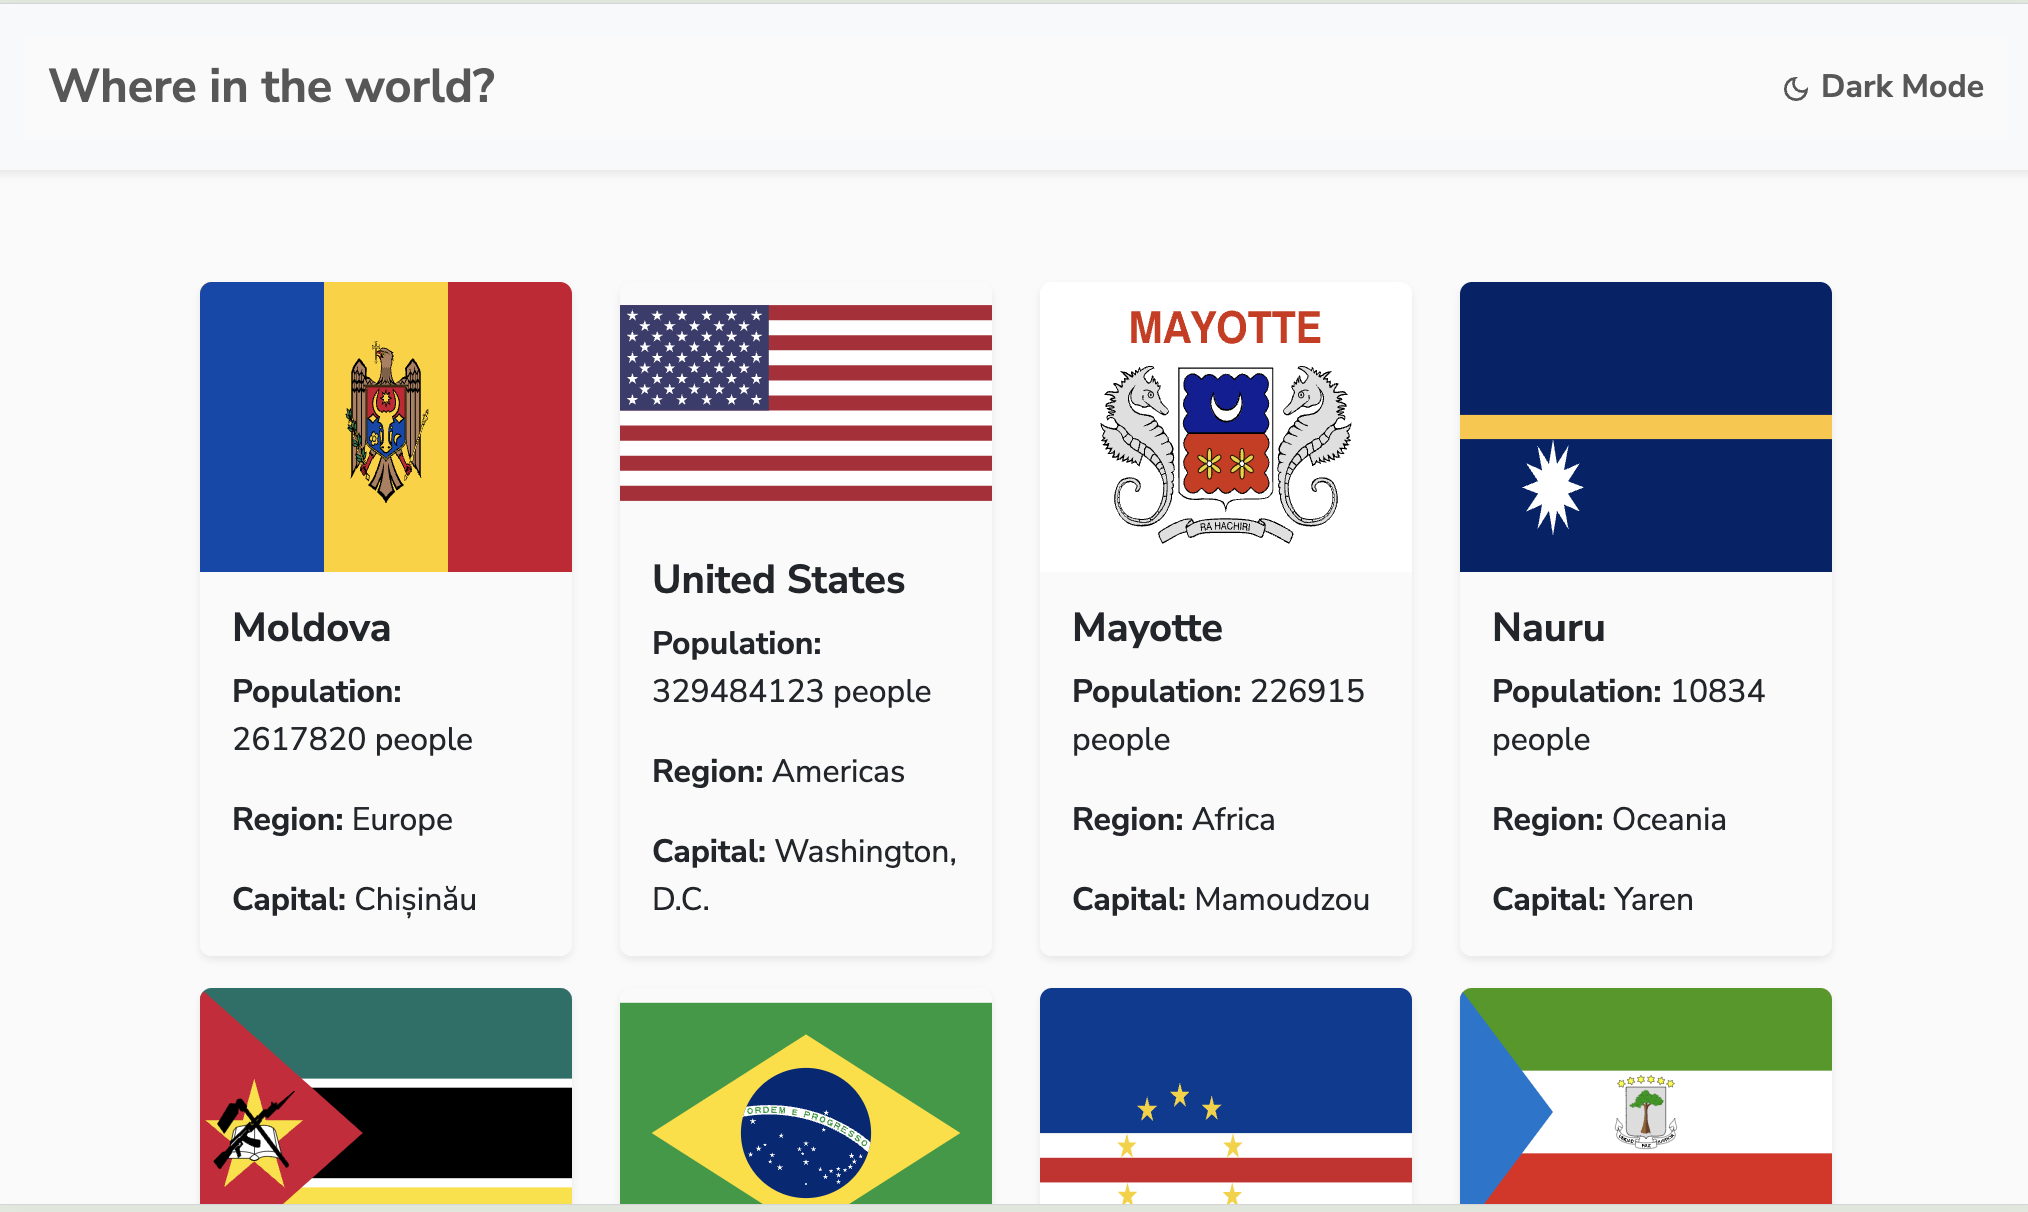 Where in the world?
Dark Mode
MAYOTTE
RA HACHIRI
Moldova
Population:
2617820 people
Region: Europe
Capital: Chișinău
United States
Population:
329484123 people
Region: Americas
Capital: Washington,
D.C.
Mayotte
Population: 226915
people
Region: Africa
Capital: Mamoudzou
Nauru
Population: 10834
people
Region: Oceania
Capital: Yaren
ORDEM E PROGRESSO